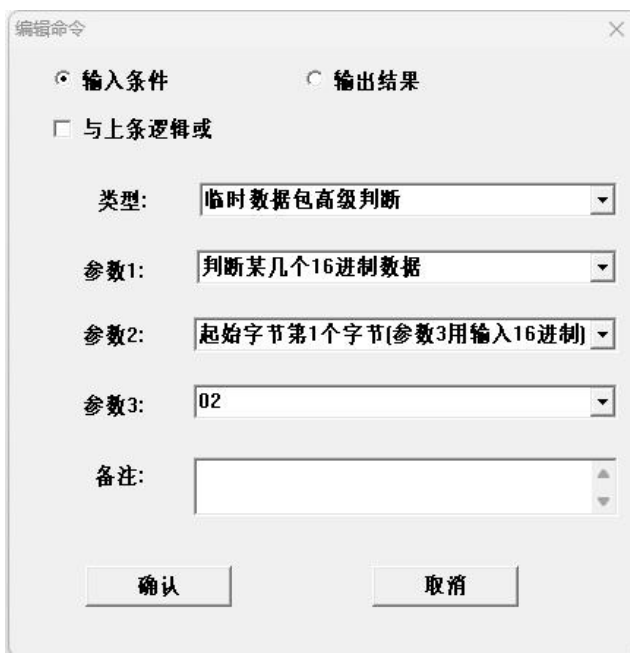 编辑命令
输入条件 输出结果
与上条逻辑或
类型: 临时数据包高级判断
参数1: 判断某几个16进制数据
参数2: 起始字节第1个字节(参数3用输入16进制)
参数3: 02
备注:
确认 取消